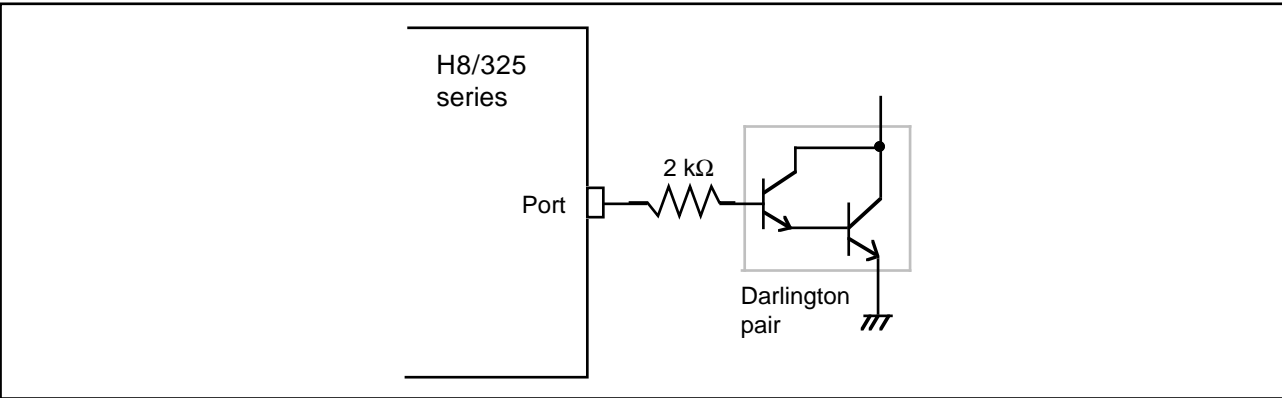 H8/325
series
2 kΩ
Port
Darlington
pair